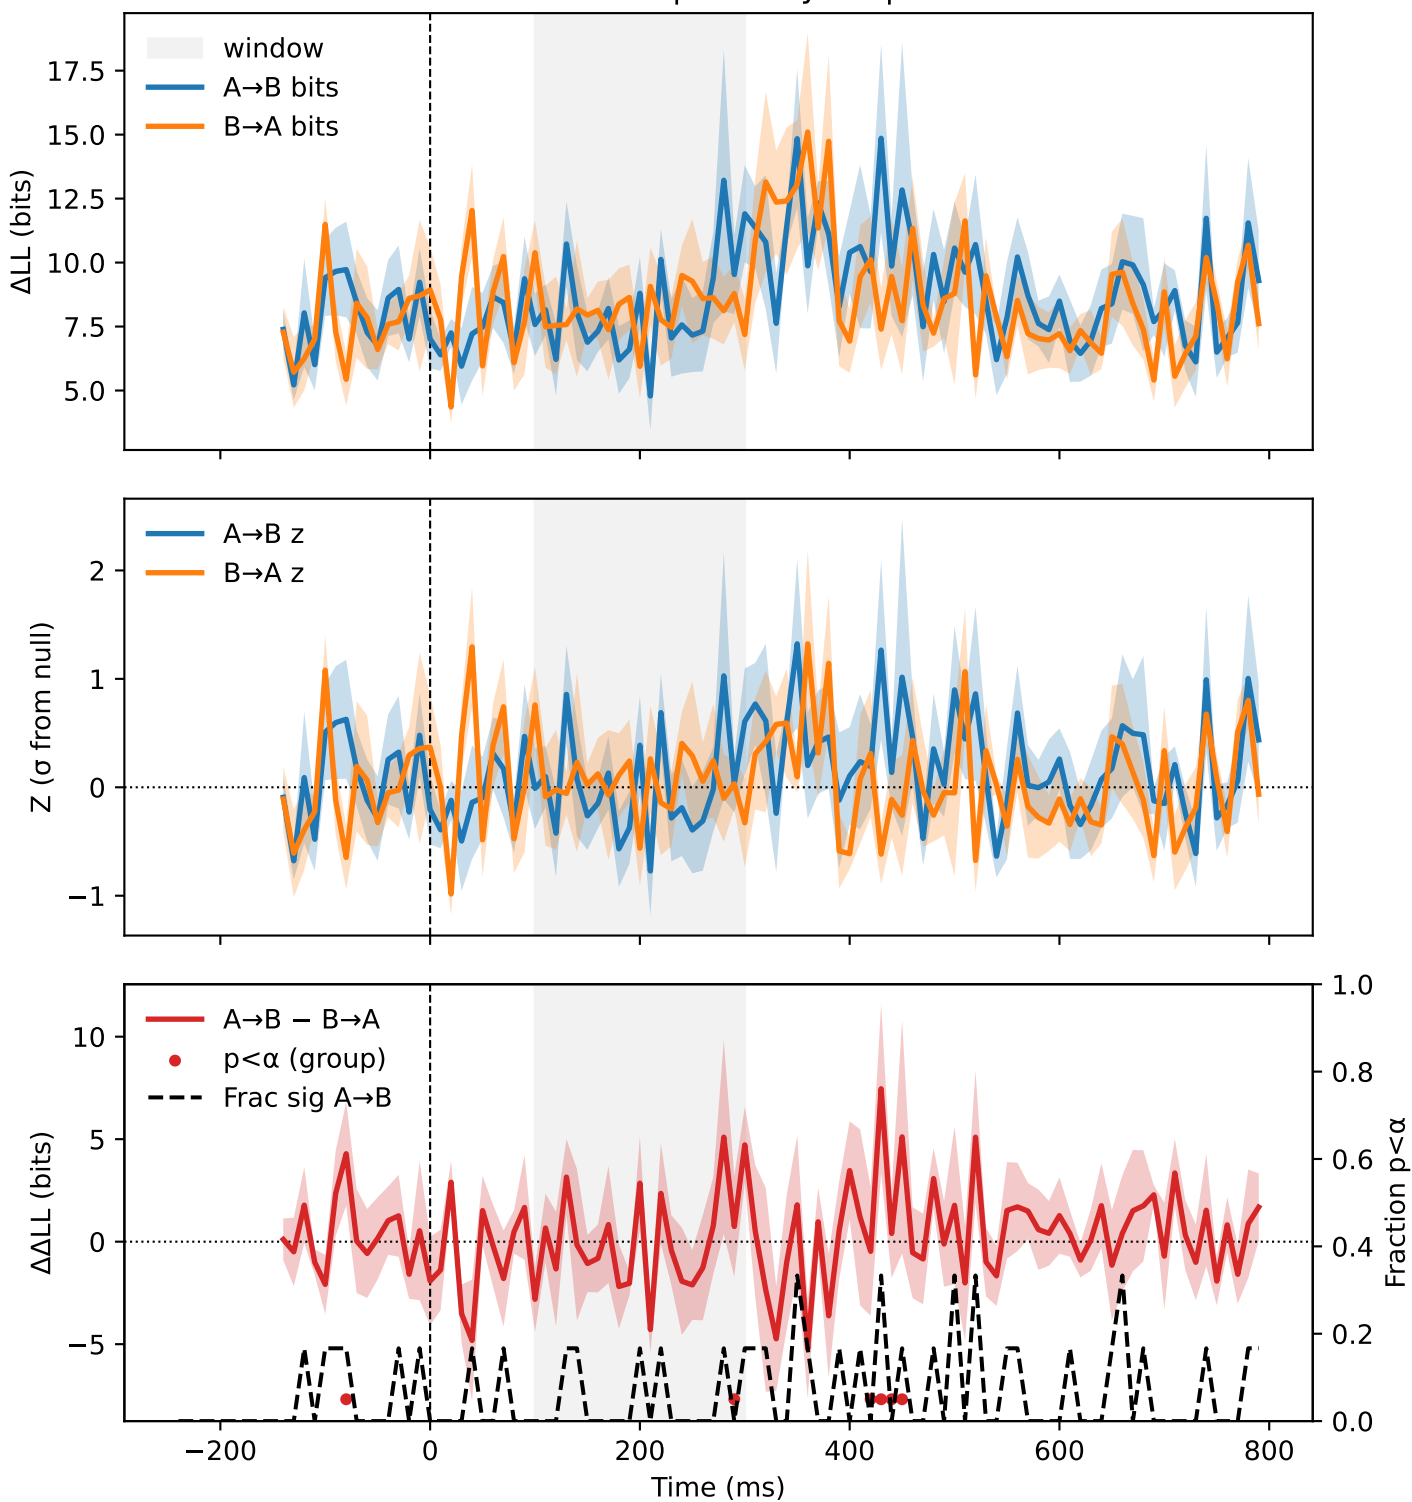 window
A→B bits
B→A bits
17.5
15.0
12.5
10.0
7.5
5.0
ΔLL (bits)
A→B z
B→A z
2
1
0
−1
Z (σ from null)
A→B − B→A
p<α (group)
Frac sig A→B
10
5
0
−5
ΔΔLL (bits)
1.0
0.8
0.6
0.4
0.2
0.0
Fraction p<α
−200
0
200
400
600
800
Time (ms)